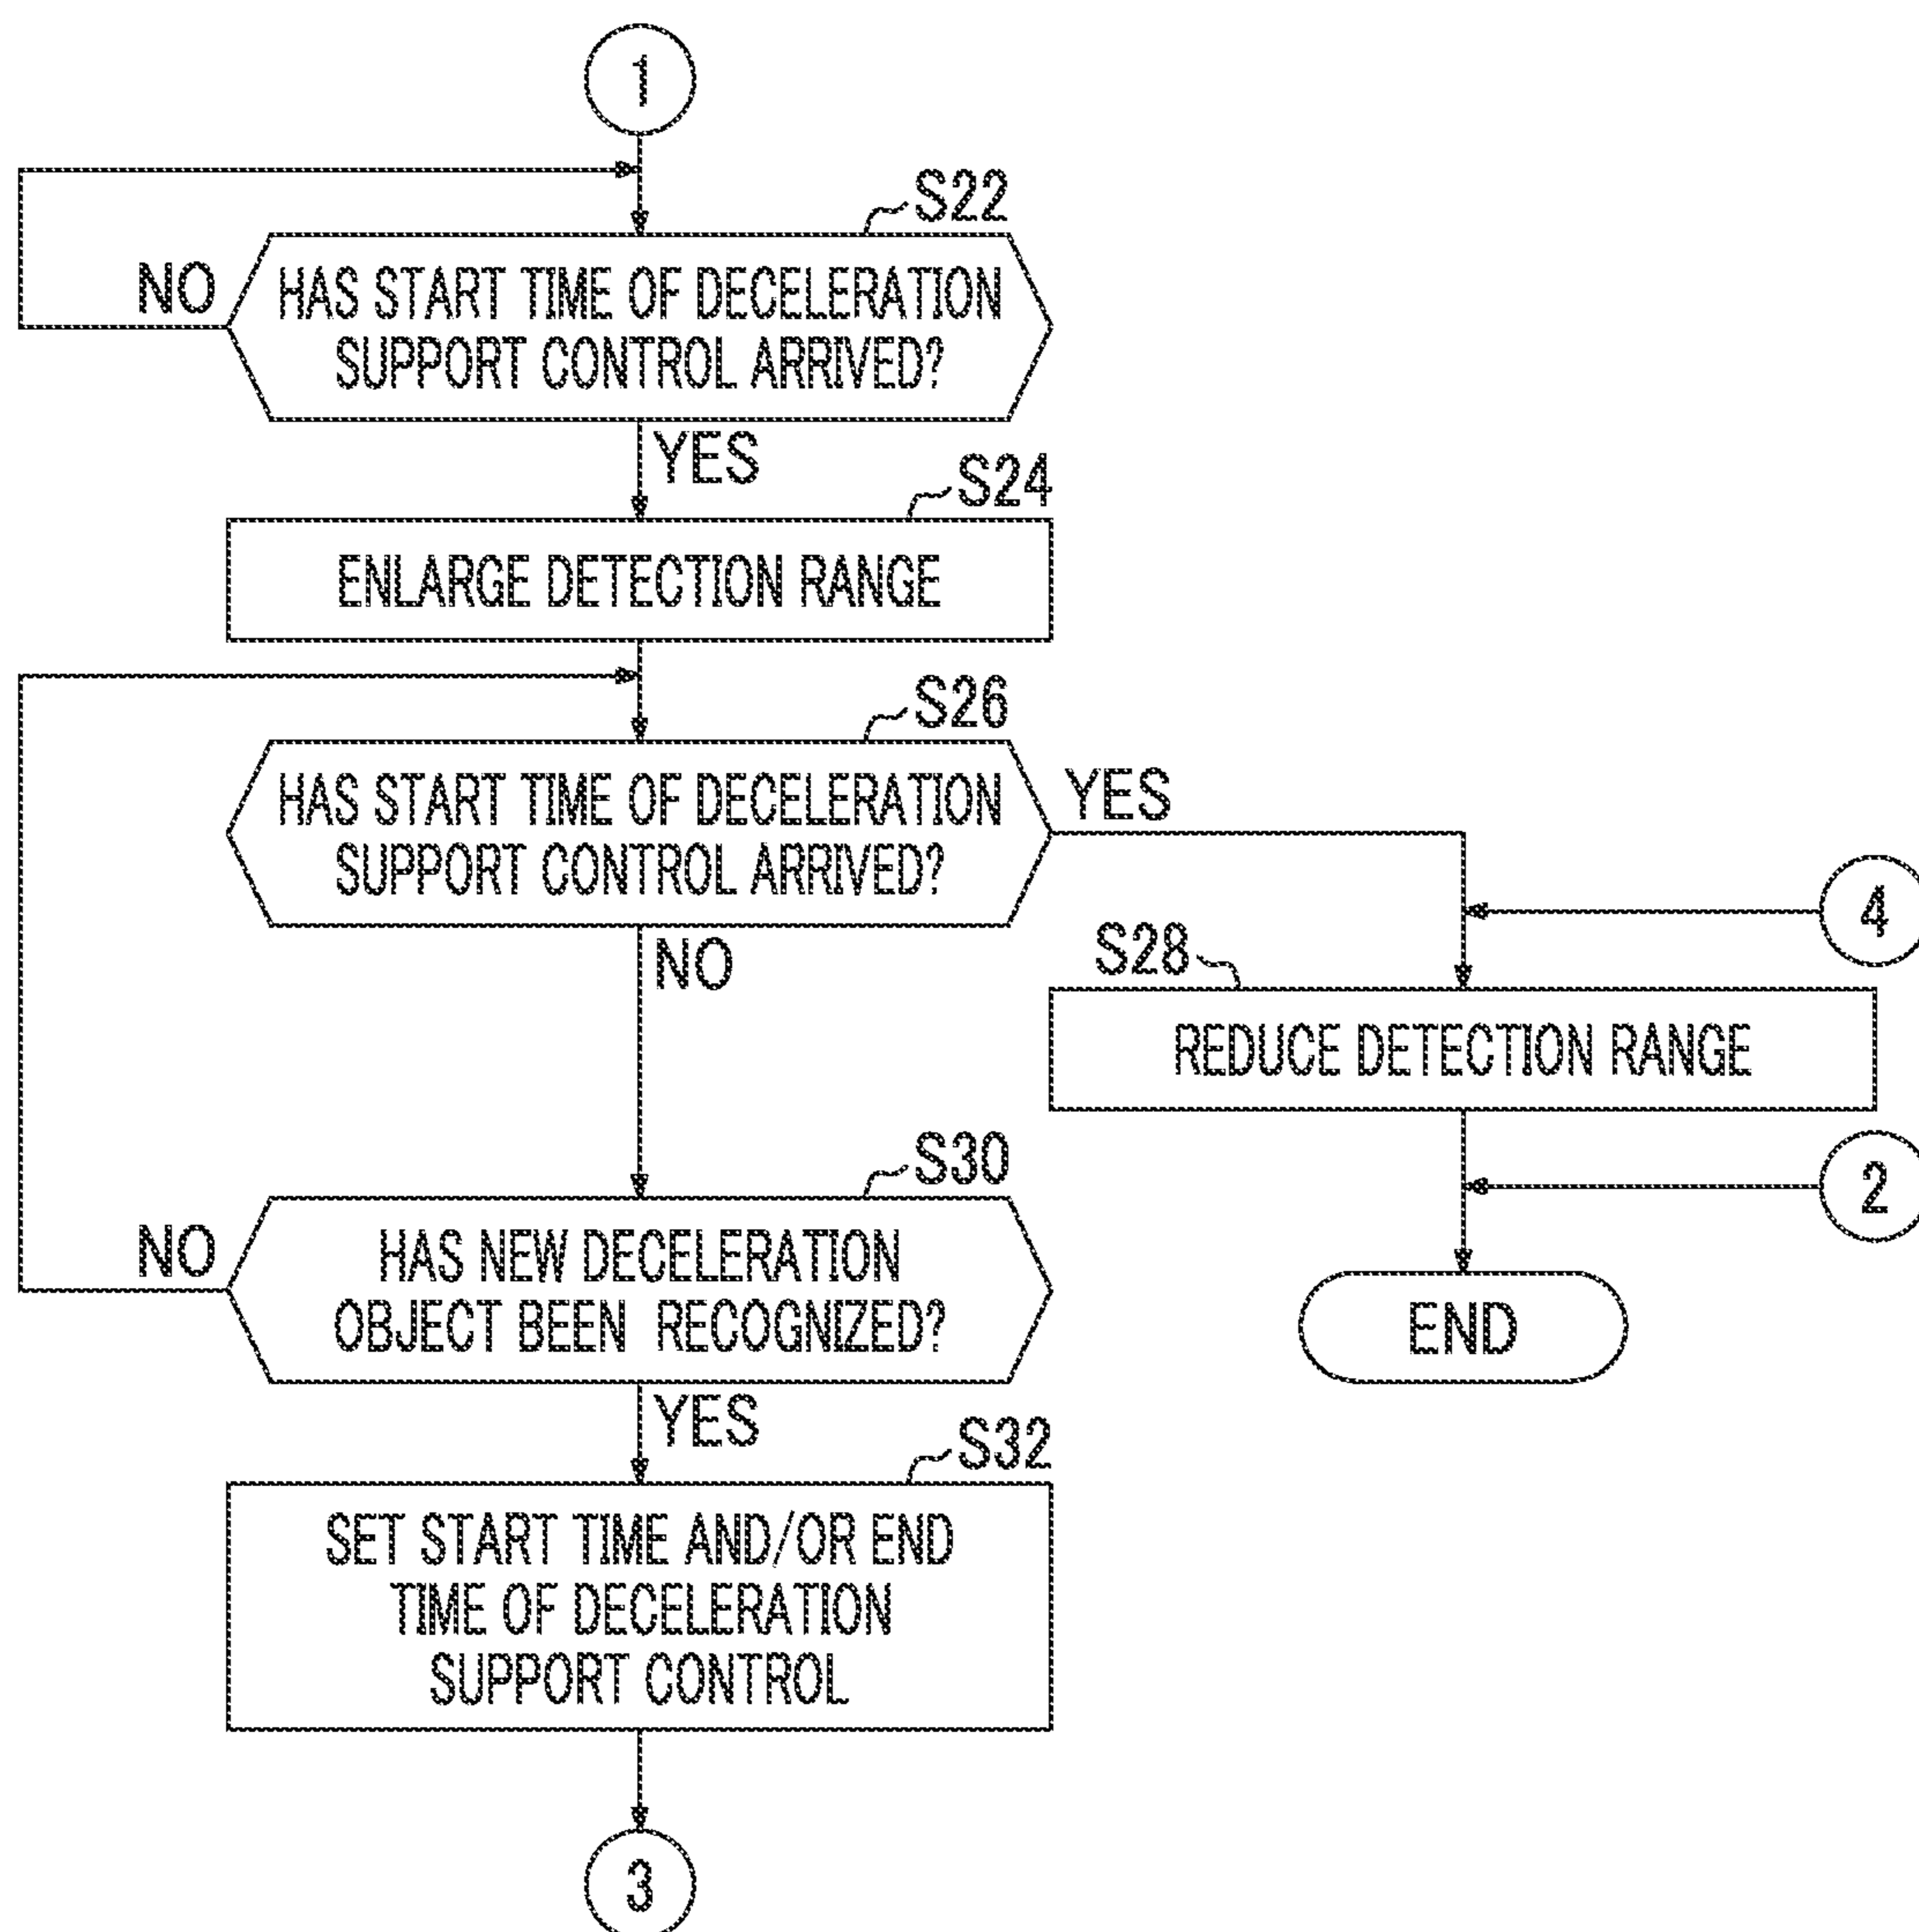 1
S22
NO
HAS START TIME OF DECELERATION
SUPPORT CONTROL ARRIVED?
YES
S24
ENLARGE DETECTION RANGE
S26
HAS START TIME OF DECELERATION
SUPPORT CONTROL ARRIVED?
YES
4
NO
S28
REDUCE DETECTION RANGE
2
S30
NO
HAS NEW DECELERATION
OBJECT BEEN RECOGNIZED?
END
YES
S32
SET START TIME AND/OR END
TIME OF DECELERATION
SUPPORT CONTROL
3